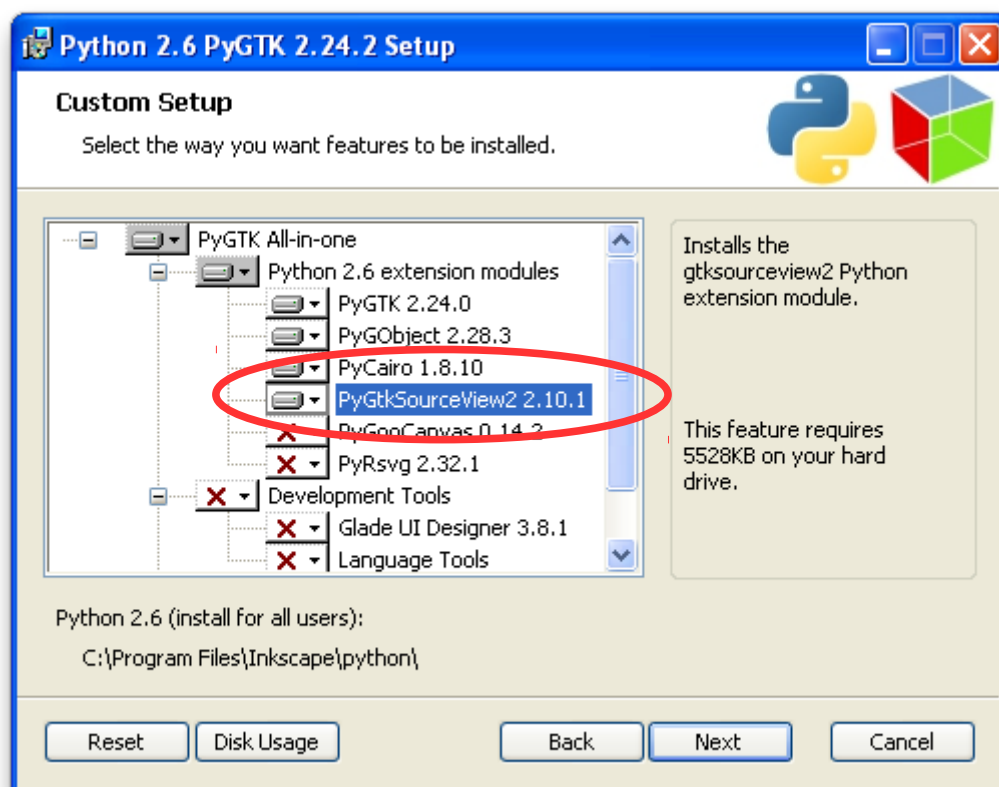 Python 2.6 PyGTK 2.24.2 Setup
Custom Setup
Select the way you want features to be installed.
PyGTK All-in-one
Python 2.6 extension modules
PyGTK 2.24.0
PyGObject 2.28.3
PyCairo 1.8.10
PyGtkSourceView2 2.10.1
PyGooCanvas 0.14.2
PyRsvg 2.32.1
Development Tools
Glade UI Designer 3.8.1
Language Tools
Installs the
gtksourceview2 Python
extension module.
This feature requires
5528KB on your hard
drive.
Python 2.6 (install for all users):
C:\Program Files\Inkscape\python\
Reset
Disk Usage
Back
Next
Cancel